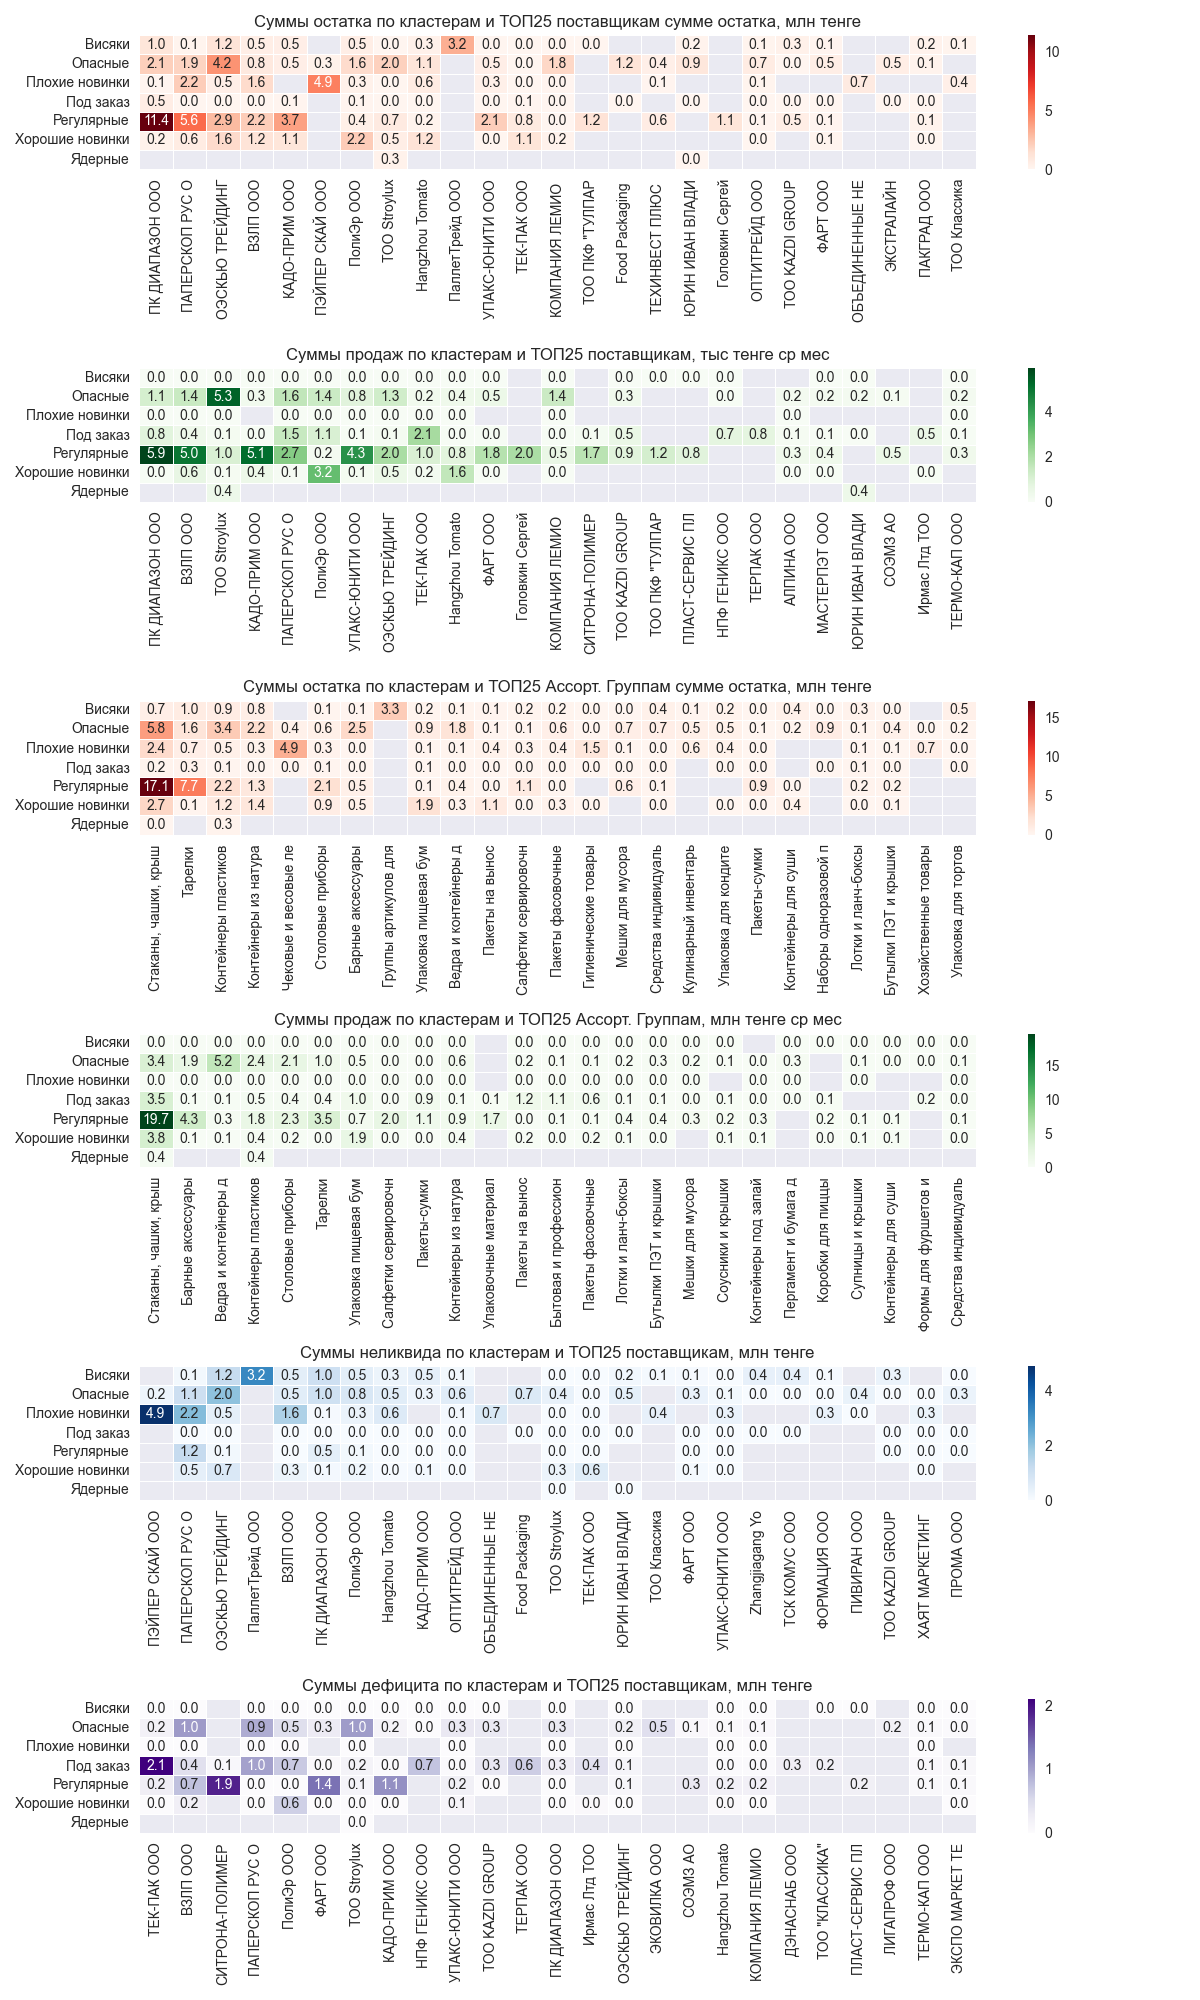 Суммы остатка по кластерам и ТОП25 поставщикам сумме остатка, млн тенге
Висяки 1.0 0.1 1.2 0.5 0.5 0.5 0.0 0.3 3.2 0.0 0.0 0.0 0.0 0.2 0.1 0.3 0.1 0.2 0.1
Опасные 2.1 1.9 4.2 0.8 0.5 0.3 1.6 2.0 1.1 0.5 0.0 1.8 1.2 0.4 0.9 0.7 0.0 0.5 0.5 0.1
Плохие новинки 0.1 2.2 0.5 1.6 4.9 0.3 0.0 0.6 0.3 0.0 0.0 0.1 0.1 0.7 0.4
Под заказ 0.5 0.0 0.0 0.0 0.1 0.1 0.0 0.0 0.0 0.1 0.0 0.0 0.0 0.0 0.0 0.0 0.0 0.0
Регулярные 11.4 5.6 2.9 2.2 3.7 0.4 0.7 0.2 2.1 0.8 0.0 1.2 0.6 1.1 0.1 0.5 0.1 0.1
Хорошие новинки 0.2 0.6 1.6 1.2 1.1 2.2 0.5 1.2 0.0 1.1 0.2 0.0 0.1 0.0
Ядерные 0.3 0.0
10
5
0
ПК ДИАПАЗОН ООО
ПАПЕРСКОП РУС О
ОЭСКЬЮ ТРЕЙДИНГ
ВЗЛП ООО
КАДО-ПРИМ ООО
ПЭЙПЕР СКАЙ ООО
ПолиЭр ООО
ТОО Stroylux
Hangzhou Tomato
ПаллетТрейд ООО
УПАКС-ЮНИТИ ООО
ТЕК-ПАК ООО
КОМПАНИЯ ЛЕМИО
ТОО ПКФ "ТУЛПАР
Food Packaging
ТЕХИНВЕСТ ПЛЮС
ЮРИН ИВАН ВЛАДИ
Головкин Сергей
ОПТИТРЕЙД ООО
ТОО KAZDI GROUP
ФАРТ ООО
ОБЪЕДИНЕННЫЕ НЕ
ЭКСТРАЛАЙН
ПАКГРАД ООО
ТОО Классика
Суммы продаж по кластерам и ТОП25 поставщикам, тыс тенге ср мес
Висяки 0.0 0.0 0.0 0.0 0.0 0.0 0.0 0.0 0.0 0.0 0.0 0.0 0.0 0.0 0.0 0.0 0.0 0.0 0.0
Опасные 1.1 1.4 5.3 0.8 1.6 1.4 0.8 1.3 0.2 0.4 0.5 1.4 0.3 0.0 0.2 0.2 0.2 0.1 0.2
Плохие новинки 0.0 0.0 0.0 0.0 0.0 0.0 0.0 0.0 0.0 0.0 0.0 0.0
Под заказ 0.8 0.4 0.1 0.0 1.5 1.1 0.1 0.1 2.1 0.0 0.0 0.0 0.1 0.5 0.7 0.8 0.1 0.1 0.0 0.5 0.1
Регулярные 5.9 5.0 1.0 5.1 2.7 0.2 4.3 2.0 1.0 0.8 1.8 2.0 0.5 1.7 0.9 1.2 0.8 0.3 0.4 0.5 0.3
Хорошие новинки 0.0 0.6 0.1 0.4 0.1 3.2 0.1 0.5 0.2 1.6 0.0 0.0 0.0 0.0
Ядерные 0.4 0.4
4
2
0
ПК ДИАПАЗОН ООО
ВЗЛП ООО
ТОО Stroylux
КАДО-ПРИМ ООО
ПАПЕРСКОП РУС О
ПолиЭр ООО
УПАКС-ЮНИТИ ООО
ОЭСКЬЮ ТРЕЙДИНГ
ТЕК-ПАК ООО
Hangzhou Tomato
ФАРТ ООО
Головкин Сергей
КОМПАНИЯ ЛЕМИО
СИТРОНА-ПОЛИМЕР
ТОО KAZDI GROUP
ТОО ПКФ "ТУЛПАР
ПЛАСТ-СЕРВИС ПЛ
НПФ ГЕНИКС ООО
ТЕРПАК ООО
АЛПИНА ООО
МАСТЕРПЭТ ООО
ЮРИН ИВАН ВЛАДИ
СОЭМЗ АО
Ирмас Лтд ТОО
ТЕРМО-КАП ООО
Суммы остатка по кластерам и ТОП25 Ассорт. Группам сумме остатка, млн тенге
Висяки 0.7 1.0 0.9 0.8 0.1 0.1 3.3 0.2 0.1 0.1 0.2 0.2 0.0 0.0 0.4 0.1 0.2 0.0 0.4 0.0 0.3 0.0 0.5
Опасные 5.8 1.6 3.4 2.2 0.4 0.6 2.5 0.9 1.8 0.1 0.1 0.6 0.0 0.7 0.7 0.5 0.5 0.1 0.2 0.9 0.1 0.4 0.0 0.2
Плохие новинки 2.4 0.7 0.5 0.3 4.9 0.3 0.0 0.1 0.1 0.4 0.3 0.4 1.5 0.1 0.0 0.6 0.4 0.0 0.1 0.1 0.7 0.0
Под заказ 0.2 0.3 0.1 0.0 0.0 0.1 0.0 0.1 0.0 0.0 0.0 0.0 0.0 0.0 0.0 0.0 0.0 0.0 0.1 0.0 0.0
Регулярные 17.1 7.7 2.2 1.3 2.1 0.5 0.1 0.4 0.0 1.1 0.0 0.6 0.1 0.9 0.0 0.2 0.2
Хорошие новинки 2.7 0.1 1.2 1.4 0.9 0.5 1.9 0.3 1.1 0.0 0.3 0.0 0.0 0.0 0.0 0.4 0.0 0.1
Ядерные 0.0 0.3
15
10
5
0
Стаканы, чашки, крыш
Тарелки
Контейнеры пластиков
Контейнеры из натура
Чековые и весовые ле
Столовые приборы
Барные аксессуары
Группы артикулов для
Упаковка пищевая бум
Ведра и контейнеры д
Пакеты на вынос
Салфетки сервировочн
Пакеты фасовочные
Гигиенические товары
Мешки для мусора
Средства индивидуаль
Кулинарный инвентарь
Упаковка для кондите
Пакеты-сумки
Контейнеры для суши
Наборы одноразовой п
Лотки и ланч-боксы
Бутылки ПЭТ и крышки
Хозяйственные товары
Упаковка для тортов
Суммы продаж по кластерам и ТОП25 Ассорт. Группам, млн тенге ср мес
Висяки 0.0 0.0 0.0 0.0 0.0 0.0 0.0 0.0 0.0 0.0 0.0 0.0 0.0 0.0 0.0 0.0 0.0 0.0 0.0 0.0 0.0 0.0 0.0
Опасные 3.4 1.9 5.2 2.4 2.1 1.0 0.5 0.0 0.0 0.6 0.2 0.1 0.1 0.2 0.3 0.2 0.1 0.0 0.3 0.1 0.0 0.0 0.1
Плохие новинки 0.0 0.0 0.0 0.0 0.0 0.0 0.0 0.0 0.0 0.0 0.0 0.0 0.0 0.0 0.0 0.0 0.0 0.0 0.0
Под заказ 3.5 0.1 0.1 0.5 0.4 0.4 1.0 0.0 0.9 0.1 0.1 1.2 1.1 0.6 0.1 0.1 0.0 0.1 0.0 0.0 0.1 0.2 0.0
Регулярные 19.7 4.3 0.3 1.8 2.3 3.5 0.7 2.0 1.1 0.9 1.7 0.0 0.1 0.1 0.4 0.4 0.3 0.2 0.3 0.2 0.1 0.1 0.1
Хорошие новинки 3.8 0.1 0.1 0.4 0.2 0.0 1.9 0.0 0.0 0.4 0.2 0.0 0.2 0.1 0.0 0.1 0.1 0.0 0.1 0.1 0.0
Ядерные 0.4 0.4
15
10
5
0
Стаканы, чашки, крыш
Барные аксессуары
Ведра и контейнеры д
Контейнеры пластиков
Столовые приборы
Тарелки
Упаковка пищевая бум
Салфетки сервировочн
Пакеты-сумки
Контейнеры из натура
Упаковочные материал
Пакеты на вынос
Бытовая и профессион
Пакеты фасовочные
Лотки и ланч-боксы
Бутылки ПЭТ и крышки
Мешки для мусора
Соусники и крышки
Контейнеры под запай
Пергамент и бумага д
Коробки для пиццы
Супницы и крышки
Контейнеры для суши
Формы для фуршетов и
Средства индивидуаль
Суммы неликвида по кластерам и ТОП25 поставщикам, млн тенге
Висяки 0.1 1.2 3.2 0.5 1.0 0.5 0.3 0.5 0.1 0.0 0.0 0.2 0.1 0.1 0.0 0.4 0.4 0.1 0.3 0.0
Опасные 0.2 1.1 2.0 0.5 1.0 0.8 0.5 0.3 0.6 0.7 0.4 0.0 0.5 0.3 0.1 0.0 0.0 0.0 0.4 0.0 0.0 0.3
Плохие новинки 4.9 2.2 0.5 1.6 0.1 0.3 0.6 0.1 0.7 0.0 0.0 0.4 0.3 0.3 0.0 0.3
Под заказ 0.0 0.0 0.0 0.0 0.0 0.0 0.0 0.0 0.0 0.0 0.0 0.0 0.0 0.0 0.0 0.0 0.0 0.0 0.0
Регулярные 1.2 0.1 0.0 0.5 0.1 0.0 0.0 0.0 0.0 0.0 0.0 0.0 0.0 0.0 0.0
Хорошие новинки 0.5 0.7 0.3 0.1 0.2 0.0 0.1 0.0 0.3 0.6 0.1 0.0 0.0
Ядерные 0.0 0.0
4
2
0
ПЭЙПЕР СКАЙ ООО
ПАПЕРСКОП РУС О
ОЭСКЬЮ ТРЕЙДИНГ
ПаллетТрейд ООО
ВЗЛП ООО
ПК ДИАПАЗОН ООО
ПолиЭр ООО
Hangzhou Tomato
КАДО-ПРИМ ООО
ОПТИТРЕЙД ООО
ОБЪЕДИНЕННЫЕ НЕ
Food Packaging
ТОО Stroylux
ТЕК-ПАК ООО
ЮРИН ИВАН ВЛАДИ
ТОО Классика
ФАРТ ООО
УПАКС-ЮНИТИ ООО
Zhangjiagang Yo
ТСК КОМУС ООО
ФОРМАЦИЯ ООО
ПИВИРАН ООО
ТОО KAZDI GROUP
ХАЯТ МАРКЕТИНГ
ПРОМА ООО
Суммы дефицита по кластерам и ТОП25 поставщикам, млн тенге
Висяки 0.0 0.0 0.0 0.0 0.0 0.0 0.0 0.0 0.0 0.0 0.0 0.0 0.0 0.0 0.0 0.0 0.0 0.0
Опасные 0.2 1.0 0.9 0.5 0.3 1.0 0.2 0.0 0.3 0.3 0.3 0.2 0.5 0.1 0.1 0.1 0.2 0.1 0.0
Плохие новинки 0.0 0.0 0.0 0.0 0.0 0.0 0.0 0.0 0.0 0.0 0.0
Под заказ 2.1 0.4 0.1 1.0 0.7 0.0 0.2 0.0 0.7 0.0 0.3 0.6 0.3 0.4 0.1 0.0 0.0 0.3 0.2 0.1 0.1
Регулярные 0.2 0.7 1.9 0.0 0.0 1.4 0.1 1.1 0.2 0.0 0.0 0.1 0.3 0.2 0.2 0.2 0.1 0.1
Хорошие новинки 0.0 0.2 0.0 0.6 0.0 0.0 0.0 0.1 0.0 0.0 0.0 0.0 0.0 0.0
Ядерные 0.0
2
1
0
ТЕК-ПАК ООО
ВЗЛП ООО
СИТРОНА-ПОЛИМЕР
ПАПЕРСКОП РУС О
ПолиЭр ООО
ФАРТ ООО
ТОО Stroylux
КАДО-ПРИМ ООО
НПФ ГЕНИКС ООО
УПАКС-ЮНИТИ ООО
ТОО KAZDI GROUP
ТЕРПАК ООО
ПК ДИАПАЗОН ООО
Ирмас Лтд ТОО
ОЭСКЬЮ ТРЕЙДИНГ
ЭКОВИЛКА ООО
СОЭМЗ АО
Hangzhou Tomato
КОМПАНИЯ ЛЕМИО
ДЭНАСНАБ ООО
ТОО "КЛАССИКА"
ПЛАСТ-СЕРВИС ПЛ
ЛИГАПРОФ ООО
ТЕРМО-КАП ООО
ЭКСПО МАРКЕТ ТЕ